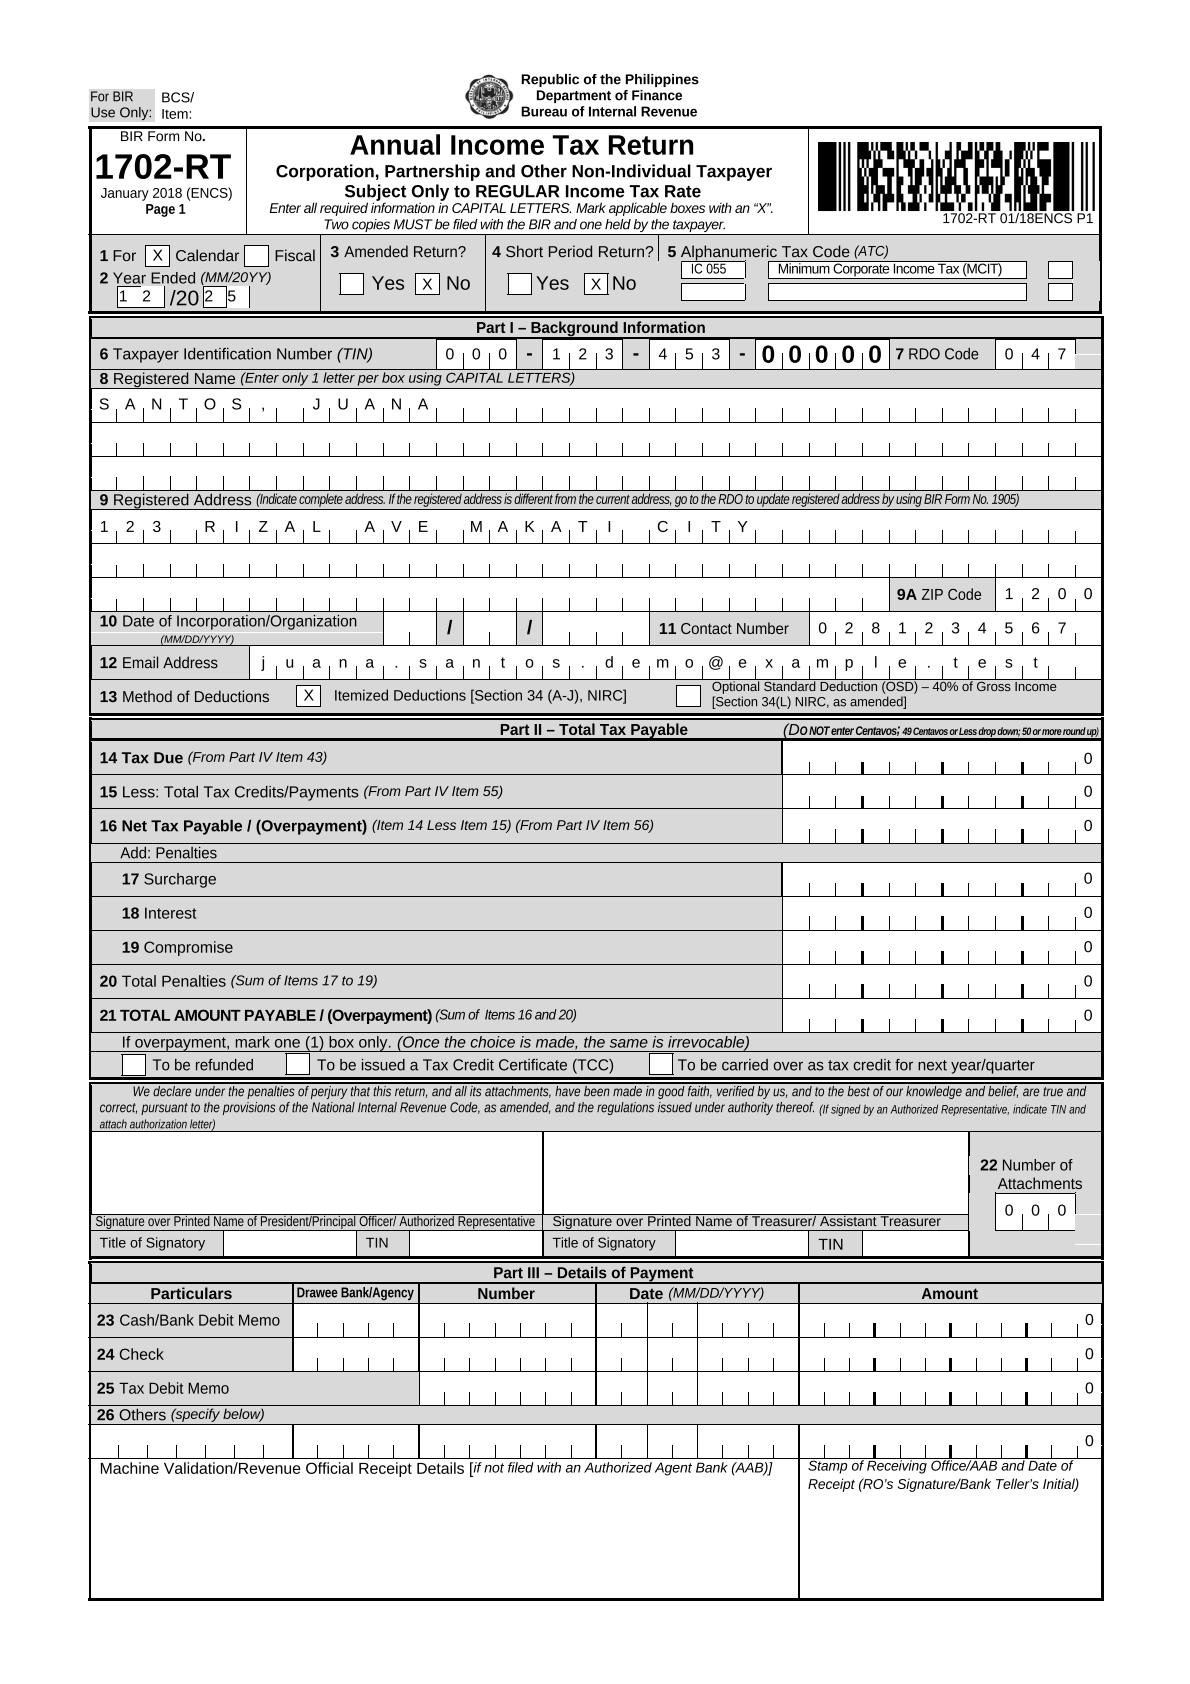 Republic of the Philippines
Department of Finance
Bureau of Internal Revenue
For BIR Use Only:
BCS/ Item:
BIR Form No.
1702-RT
January 2018 (ENCS)
Page 1
Annual Income Tax Return
Corporation, Partnership and Other Non-Individual Taxpayer
Subject Only to REGULAR Income Tax Rate
Enter all required information in CAPITAL LETTERS. Mark applicable boxes with an “X”.
Two copies MUST be filed with the BIR and one held by the taxpayer.
1702-RT 01/18ENCS P1
1 For X Calendar Fiscal
2 Year Ended (MM/20YY)
1 2 /20 2 5
3 Amended Return?
Yes X No
4 Short Period Return?
Yes X No
5 Alphanumeric Tax Code (ATC)
IC 055 Minimum Corporate Income Tax (MCIT)
Part I – Background Information
6 Taxpayer Identification Number (TIN) 0 0 0 - 1 2 3 - 4 5 3 - 0 0 0 0 0 7 RDO Code 0 4 7
8 Registered Name (Enter only 1 letter per box using CAPITAL LETTERS)
S A N T O S , J U A N A
9 Registered Address (Indicate complete address. If the registered address is different from the current address, go to the RDO to update registered address by using BIR Form No. 1905)
1 2 3 R I Z A L A V E M A K A T I C I T Y
9A ZIP Code 1 2 0 0
10 Date of Incorporation/Organization (MM/DD/YYYY) / / 11 Contact Number 0 2 8 1 2 3 4 5 6 7
12 Email Address j u a n a . s a n t o s . d e m o @ e x a m p l e . t e s t
13 Method of Deductions X Itemized Deductions [Section 34 (A-J), NIRC] Optional Standard Deduction (OSD) – 40% of Gross Income [Section 34(L) NIRC, as amended]
Part II – Total Tax Payable (DO NOT enter Centavos; 49 Centavos or Less drop down; 50 or more round up)
14 Tax Due (From Part IV Item 43) 0
15 Less: Total Tax Credits/Payments (From Part IV Item 55) 0
16 Net Tax Payable / (Overpayment) (Item 14 Less Item 15) (From Part IV Item 56) 0
Add: Penalties
17 Surcharge 0
18 Interest 0
19 Compromise 0
20 Total Penalties (Sum of Items 17 to 19) 0
21 TOTAL AMOUNT PAYABLE / (Overpayment) (Sum of Items 16 and 20) 0
If overpayment, mark one (1) box only. (Once the choice is made, the same is irrevocable)
To be refunded To be issued a Tax Credit Certificate (TCC) To be carried over as tax credit for next year/quarter
We declare under the penalties of perjury that this return, and all its attachments, have been made in good faith, verified by us, and to the best of our knowledge and belief, are true and
correct, pursuant to the provisions of the National Internal Revenue Code, as amended, and the regulations issued under authority thereof. (If signed by an Authorized Representative, indicate TIN and
attach authorization letter)
22 Number of
Attachments
0 0 0
Signature over Printed Name of President/Principal Officer/ Authorized Representative Signature over Printed Name of Treasurer/ Assistant Treasurer
Title of Signatory TIN Title of Signatory TIN
Part III – Details of Payment
Particulars Drawee Bank/Agency Number Date (MM/DD/YYYY) Amount
23 Cash/Bank Debit Memo 0
24 Check 0
25 Tax Debit Memo 0
26 Others (specify below)
0
Machine Validation/Revenue Official Receipt Details [if not filed with an Authorized Agent Bank (AAB)]
Stamp of Receiving Office/AAB and Date of
Receipt (RO’s Signature/Bank Teller’s Initial)